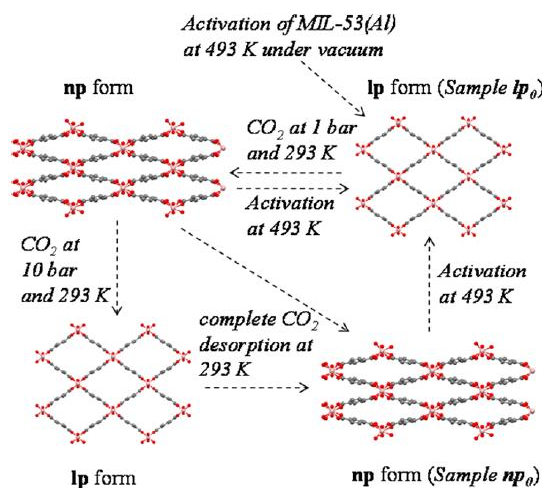 Activation of MIL-53(Al)
at 493 K under vacuum
np form
lp form (Sample lp₀)
CO₂ at 1 bar
and 293 K
Activation
at 493 K
CO₂ at
10 bar
and 293 K
Activation
at 493 K
complete CO₂
desorption at
293 K
lp form
np form (Sample np₀)